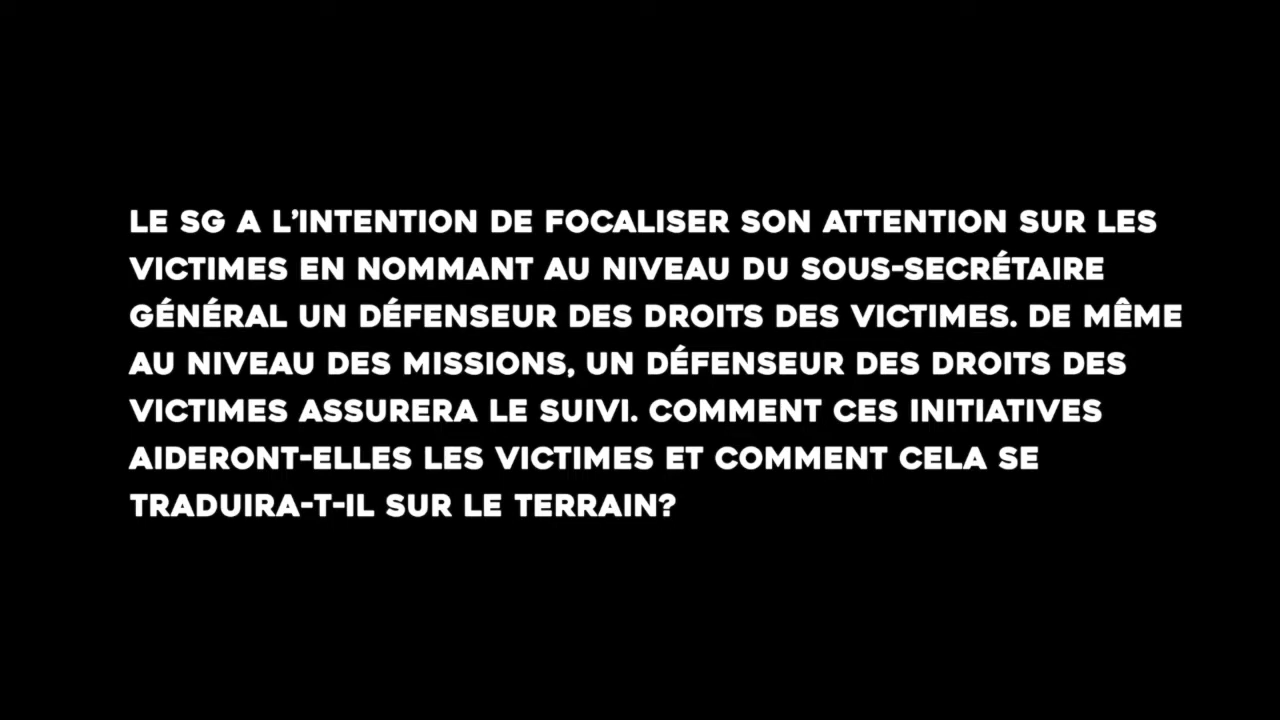 LE SG A L’INTENTION DE FOCALISER SON ATTENTION SUR LES
VICTIMES EN NOMMANT AU NIVEAU DU SOUS-SECRÉTAIRE
GÉNÉRAL UN DÉFENSEUR DES DROITS DES VICTIMES. DE MÊME
AU NIVEAU DES MISSIONS, UN DÉFENSEUR DES DROITS DES
VICTIMES ASSURERA LE SUIVI. COMMENT CES INITIATIVES
AIDERONT-ELLES LES VICTIMES ET COMMENT CELA SE
TRADUIRA-T-IL SUR LE TERRAIN?